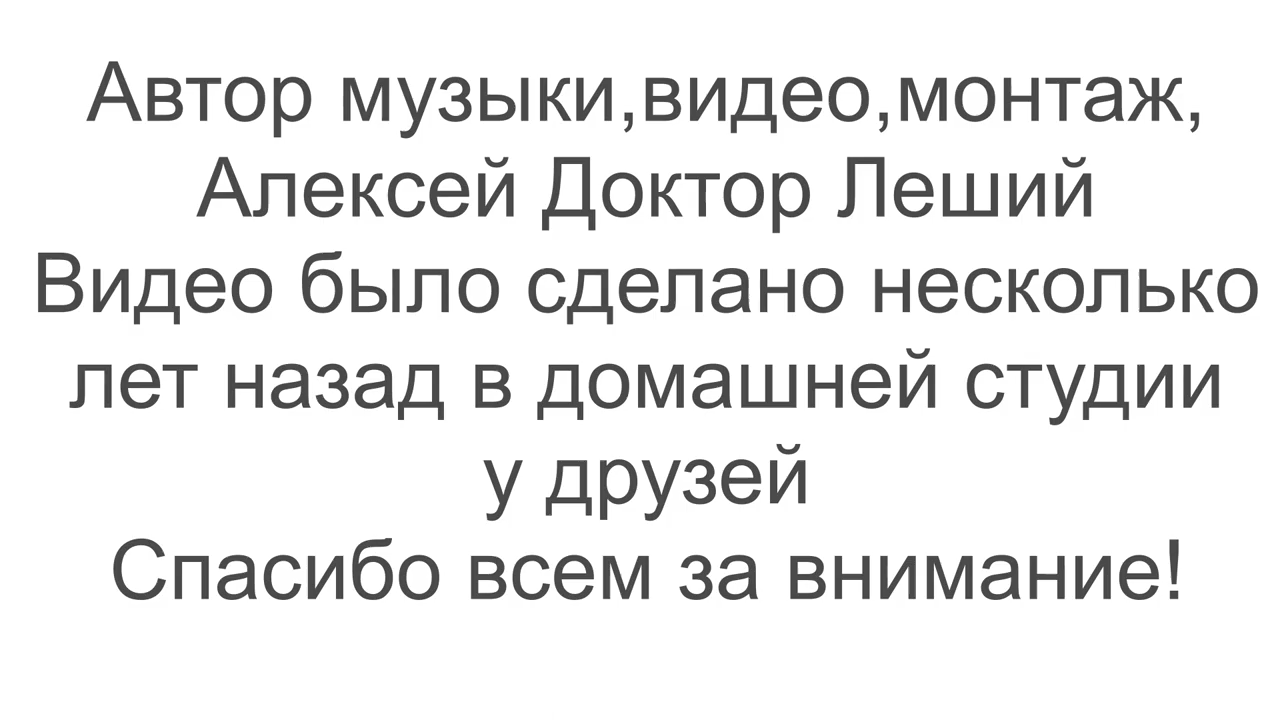 Автор музыки,видео,монтаж,
Алексей Доктор Леший
Видео было сделано несколько
лет назад в домашней студии
у друзей
Спасибо всем за внимание!